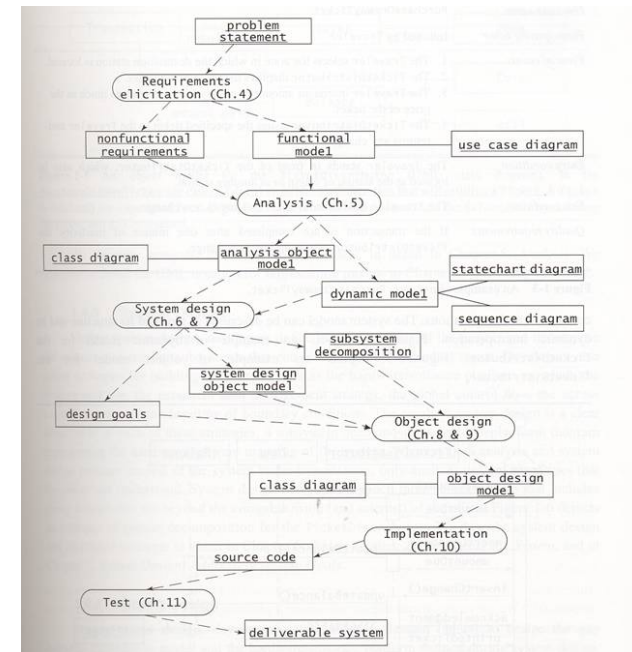 problem
statement
Requirements
elicitation (Ch.4)
nonfunctional
requirements
functional
model
use case diagram
Analysis (Ch.5)
class diagram
analysis object
model
statechart diagram
dynamic model
sequence diagram
System design
(Ch.6 & 7)
subsystem
decomposition
system design
object model
design goals
Object design
(Ch.8 & 9)
class diagram
object design
model
Implementation
(Ch.10)
source code
Test (Ch.11)
deliverable system